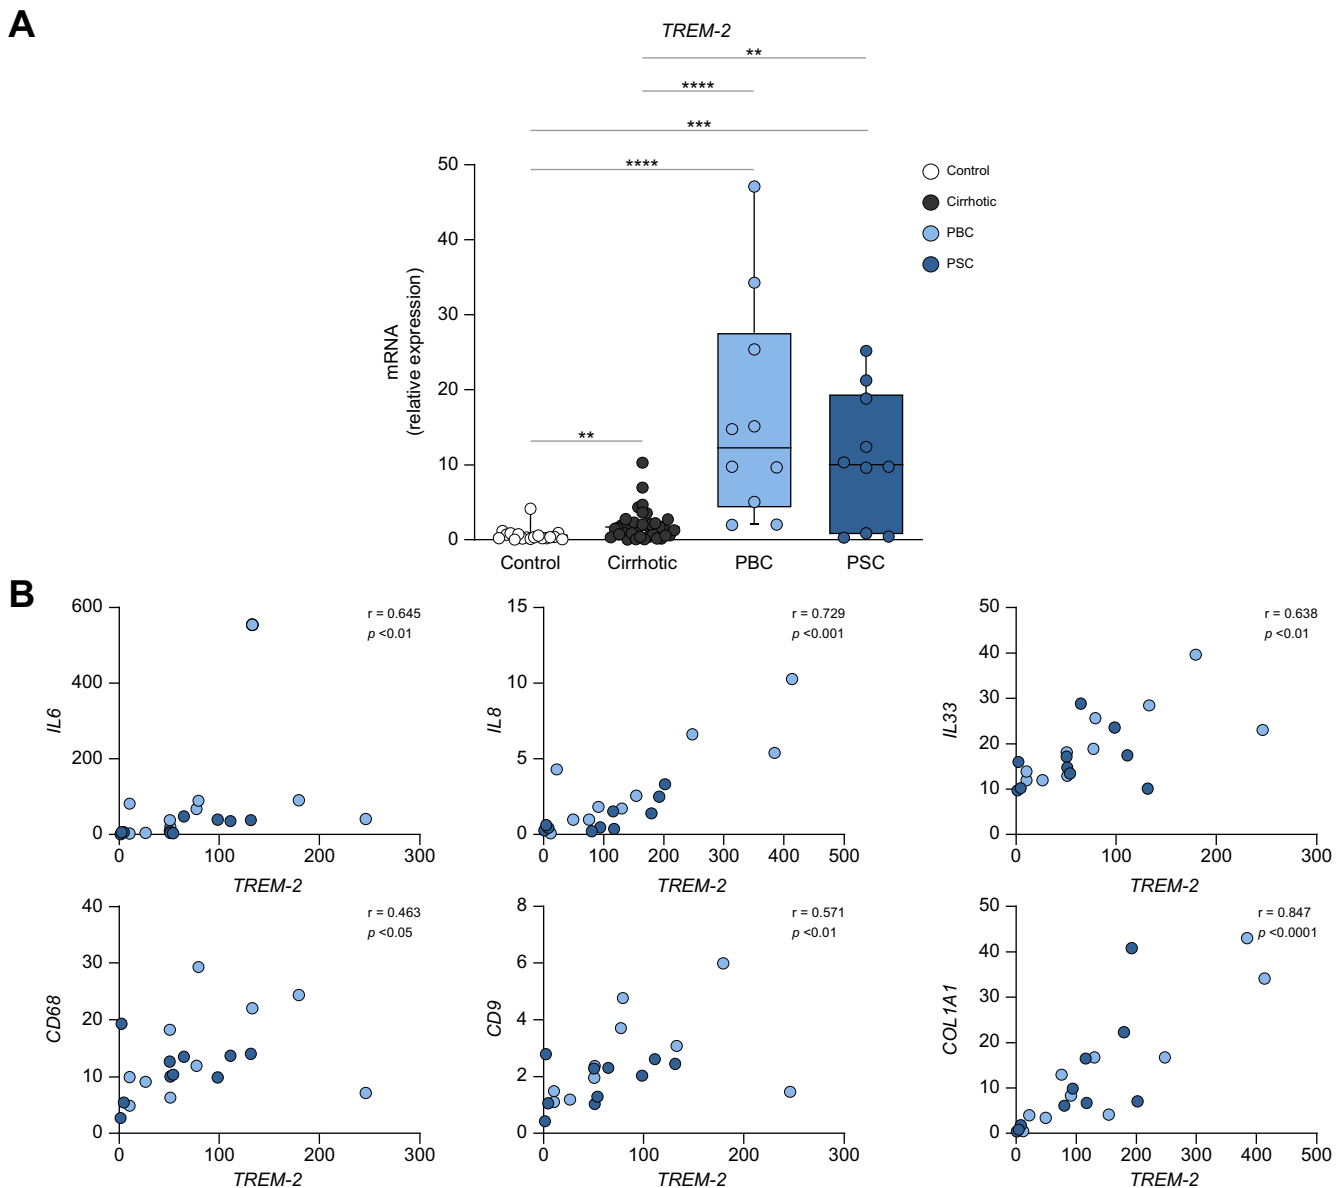 A
TREM-2
**
****
***
****
**
mRNA
(relative expression)
50
40
30
20
10
0
Control
Cirrhotic
PBC
PSC
Control
Cirrhotic
PBC
PSC
B
IL6
600
400
200
0
0 100 200 300
TREM-2
r = 0.645
p <0.01
IL8
15
10
5
0
0 100 200 300 400 500
TREM-2
r = 0.729
p <0.001
IL33
50
40
30
20
10
0
0 100 200 300
TREM-2
r = 0.638
p <0.01
CD68
40
30
20
10
0
0 100 200 300
TREM-2
r = 0.463
p <0.05
CD9
8
6
4
2
0
0 100 200 300
TREM-2
r = 0.571
p <0.01
COL1A1
50
40
30
20
10
0
0 100 200 300 400 500
TREM-2
r = 0.847
p <0.0001